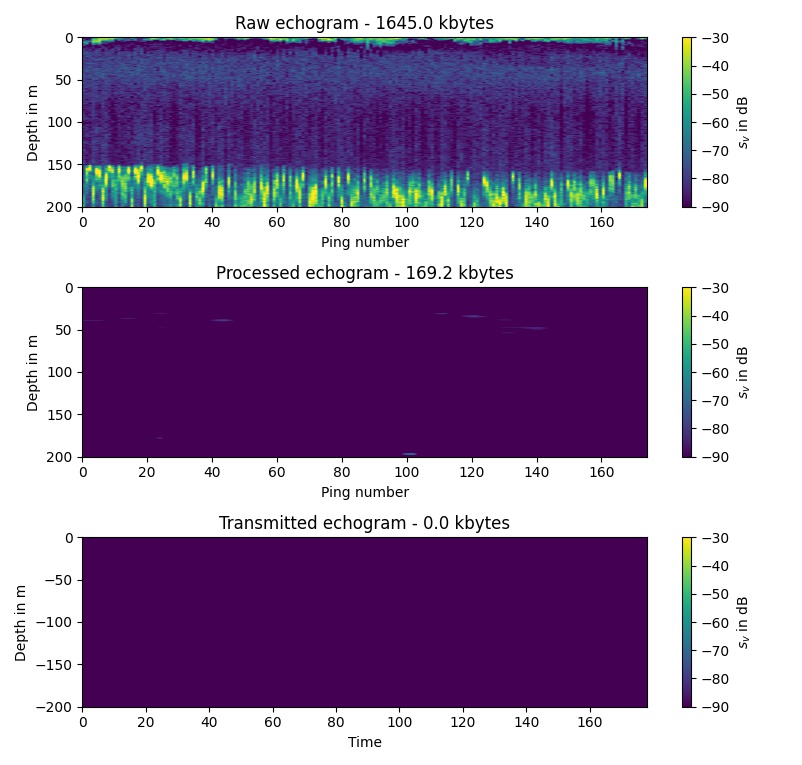 Raw echogram - 1645.0 kbytes
0
50
100
150
200
Depth in m
0 20 40 60 80 100 120 140 160
Ping number
−30
−40
−50
−60
−70
−80
−90
sv in dB
Processed echogram - 169.2 kbytes
0
50
100
150
200
Depth in m
0 20 40 60 80 100 120 140 160
Ping number
−30
−40
−50
−60
−70
−80
−90
sv in dB
Transmitted echogram - 0.0 kbytes
0
−50
−100
−150
−200
Depth in m
0 20 40 60 80 100 120 140 160
Time
−30
−40
−50
−60
−70
−80
−90
sv in dB